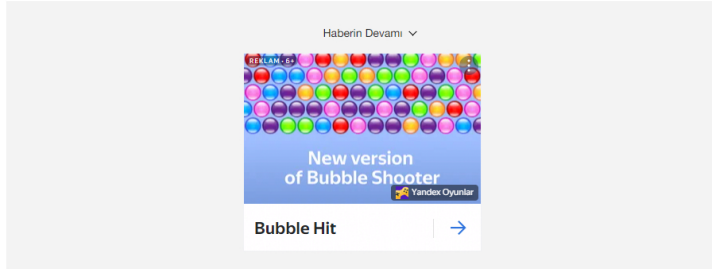 Haberin Devamı
REKLAM • 6+
New version
of Bubble Shooter
Yandex Oyunlar
Bubble Hit